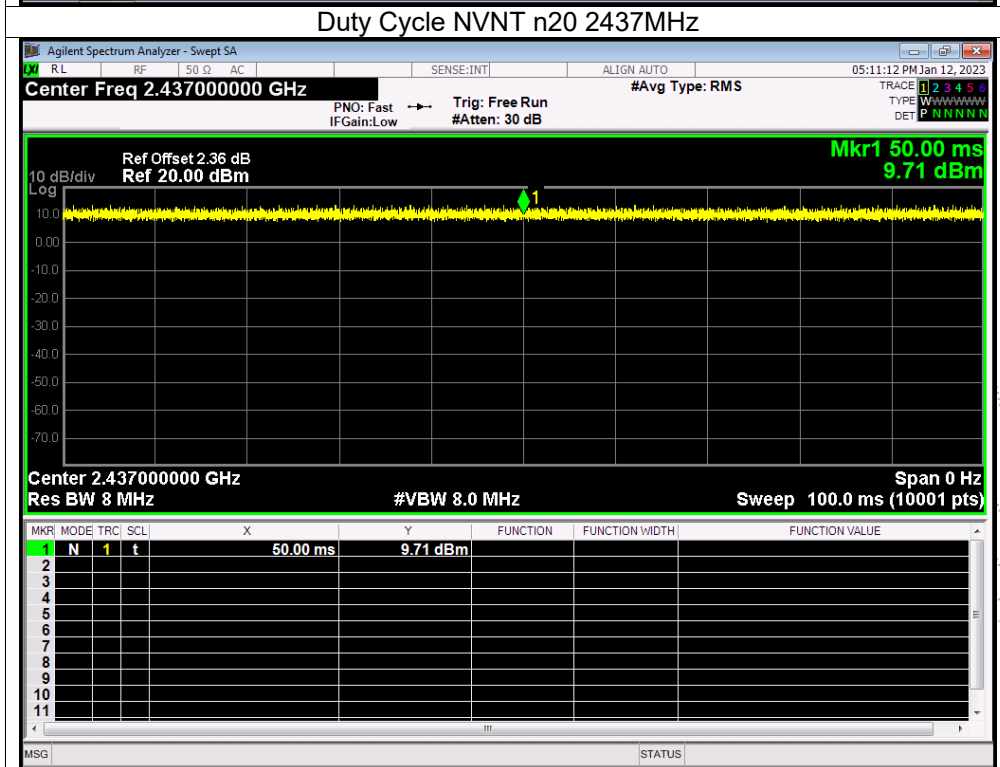 Duty Cycle NVNT n20 2437MHz
Agilent Spectrum Analyzer - Swept SA
LXI RL RF 50 Ω AC SENSE:INT ALIGN AUTO 05:11:12 PM Jan 12, 2023
Center Freq 2.437000000 GHz #Avg Type: RMS TRACE 1 2 3 4 5 6
PNO: Fast Trig: Free Run TYPE WWWWWW
IFGain:Low #Atten: 30 dB DET P N N N N N
Mkr1 50.00 ms
Ref Offset 2.36 dB
10 dB/div Ref 20.00 dBm 9.71 dBm
Log
1
10.0
0.00
-10.0
-20.0
-30.0
-40.0
-50.0
-60.0
-70.0
Center 2.437000000 GHz Span 0 Hz
Res BW 8 MHz #VBW 8.0 MHz Sweep 100.0 ms (10001 pts)
MKR MODE TRC SCL X Y FUNCTION FUNCTION WIDTH FUNCTION VALUE
1 N 1 t 50.00 ms 9.71 dBm
2
3
4
5
6
7
8
9
10
11
MSG STATUS